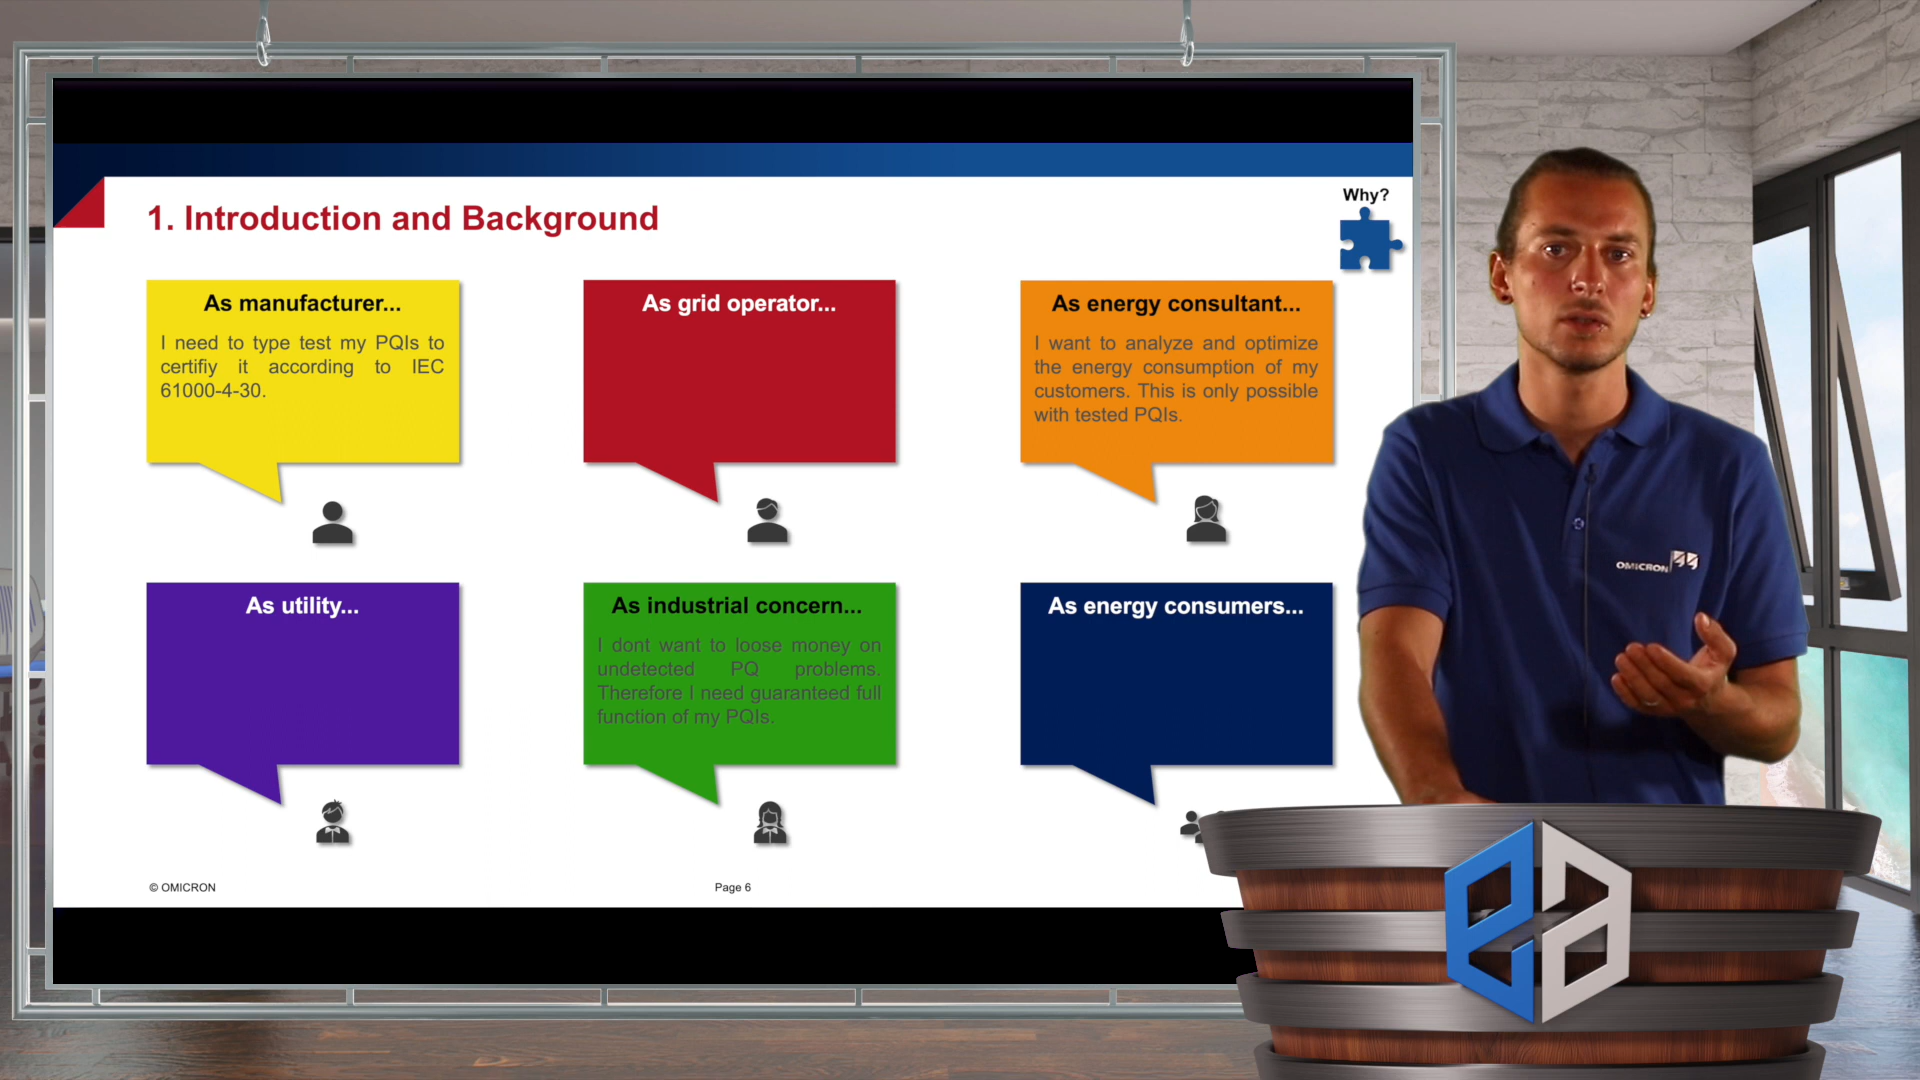 Why?
1. Introduction and Background
As manufacturer...
I need to type test my PQIs to
certifiy it according to IEC
61000-4-30.
As grid operator...
As energy consultant...
I want to analyze and optimize
the energy consumption of my
customers. This is only possible
with tested PQIs.
As utility...
As industrial concern...
I dont want to loose money on
undetected PQ problems.
Therefore I need guaranteed full
function of my PQIs.
As energy consumers...
© OMICRON
Page 6
OMICRON
ea